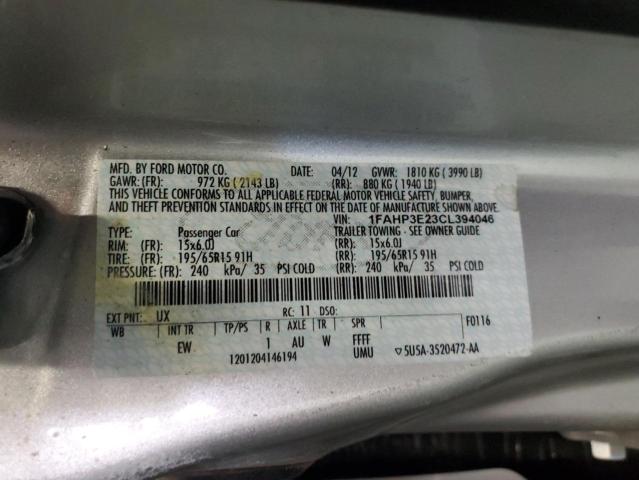 MFD. BY FORD MOTOR CO.
DATE: 04/12 GVWR: 1810 KG ( 3990 LB)
GAWR: (FR): 972 KG ( 2143 LB) (RR): 880 KG ( 1940 LB)
THIS VEHICLE CONFORMS TO ALL APPLICABLE FEDERAL MOTOR VEHICLE SAFETY, BUMPER,
AND THEFT PREVENTION STANDARDS IN EFFECT ON THE DATE OF MANUFACTURE SHOWN ABOVE.
VIN: 1FAHP3E23CL394046
TYPE: Passenger Car TRAILER TOWING - SEE OWNER GUIDE
RIM: (FR): 15x6.0J (RR): 15x6.0J
TIRE: (FR): 195/65R15 91H (RR): 195/65R15 91H
PRESSURE: (FR): 240 kPa/ 35 PSI COLD (RR): 240 kPa/ 35 PSI COLD
EXT PNT: UX RC: 11 DSO: F0116
WB INT TR TP/PS R AXLE TR SPR
EW 1 AU W FFFF
1201204146194 UMU ▽5USA-3520472-AA